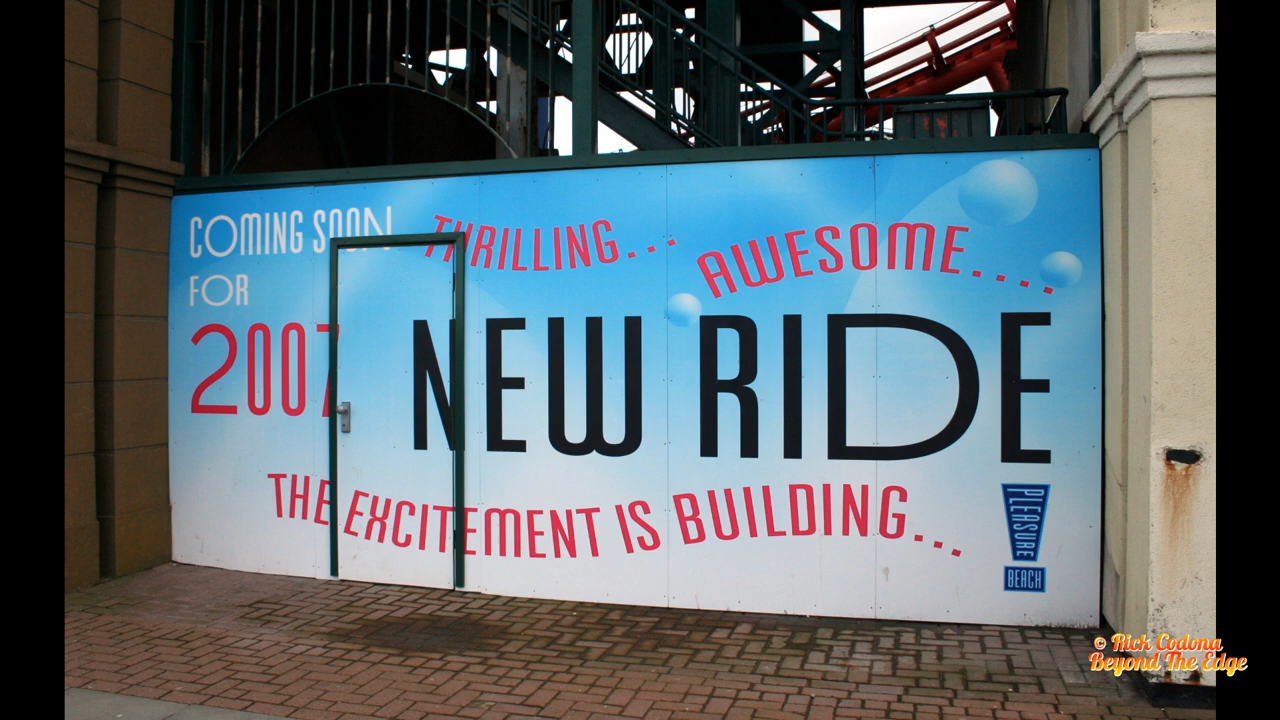 COMING SOON
FOR
2007
THRILLING...
AWESOME....
NEW RIDE
THE EXCITEMENT IS BUILDING...
PLEASURE
BEACH
© Rick Codona
Beyond The Edge